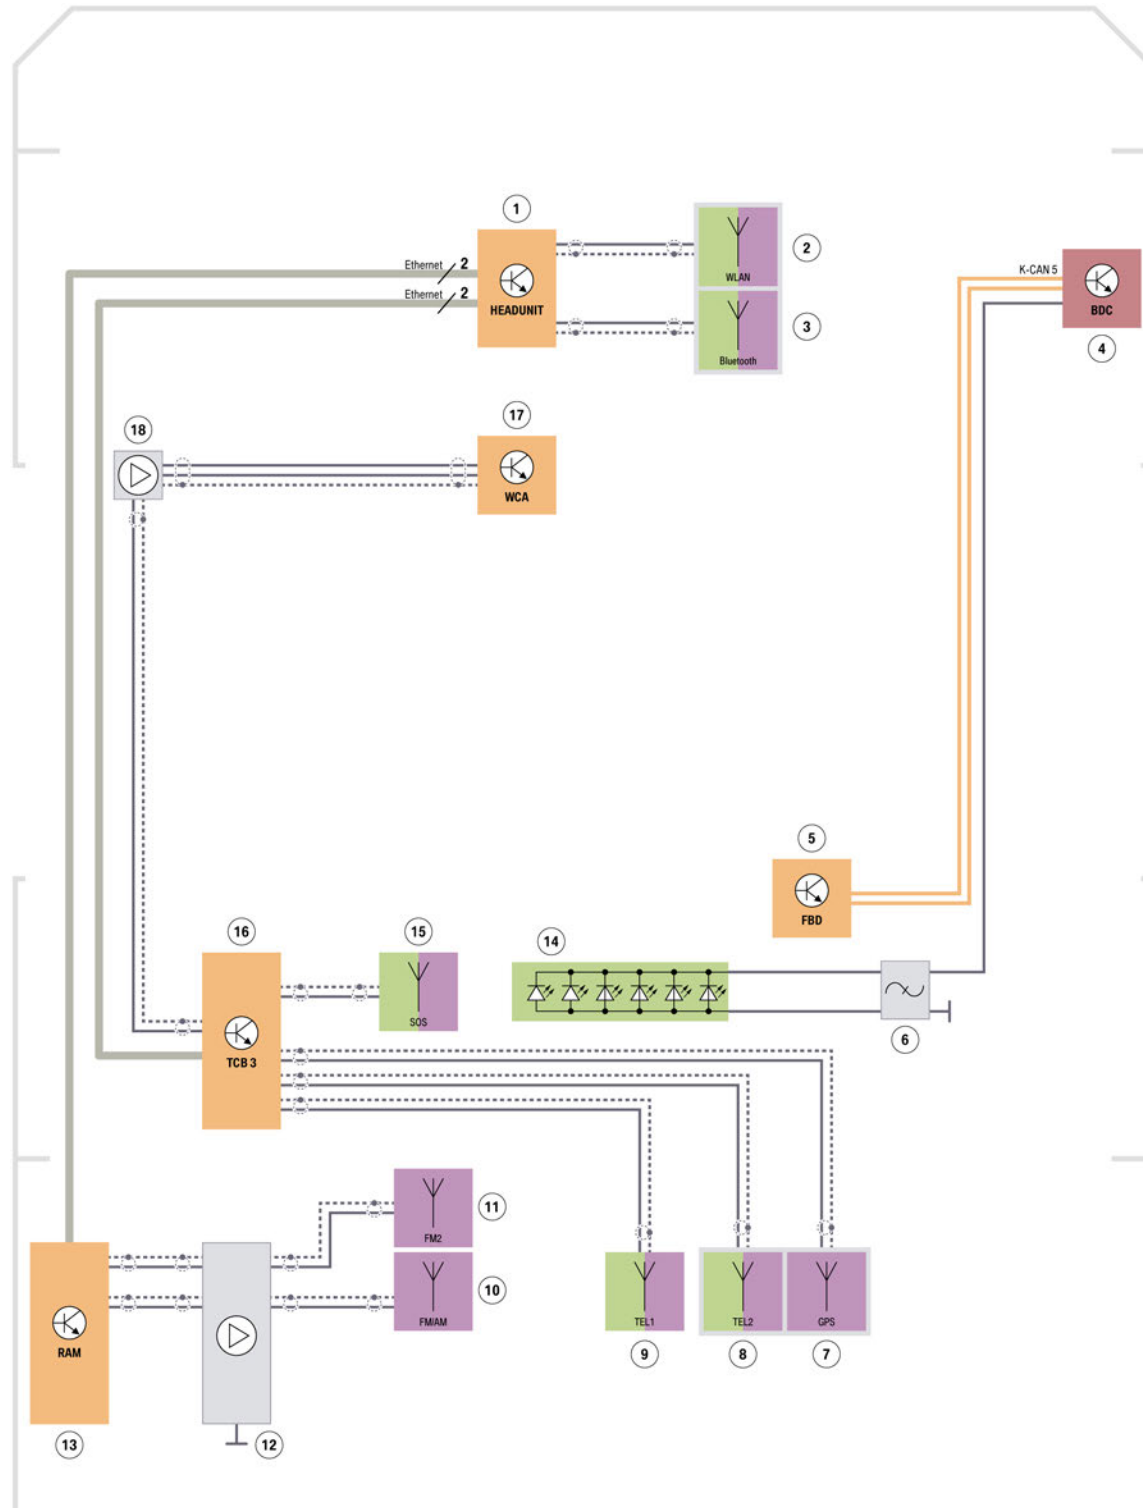 1
2
WLAN
Ethernet 2
Ethernet 2
HEADUNIT
3
Bluetooth
K-CAN 5
BDC
4
18
17
WCA
5
FBD
16
15
14
SOS
TCB 3
6
11
FM2
10
FM/AM
RAM
TEL1
TEL2
GPS
9
8
7
13
12